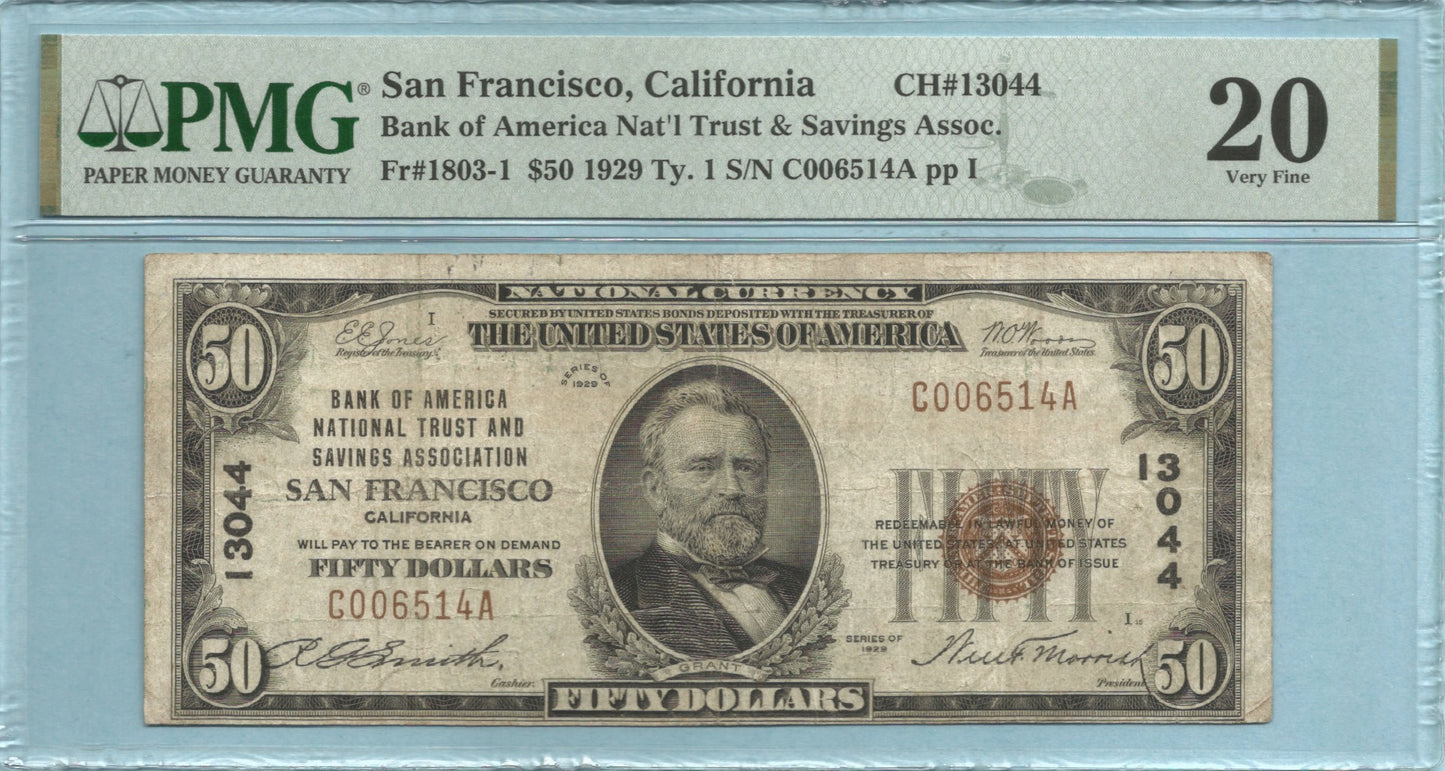 PMG®
PAPER MONEY GUARANTY
San Francisco, California CH#13044
Bank of America Nat'l Trust & Savings Assoc.
Fr#1803-1 $50 1929 Ty. 1 S/N C006514A pp I
20
Very Fine
NATIONAL CURRENCY
SECURED BY UNITED STATES BONDS DEPOSITED WITH THE TREASURER OF
THE UNITED STATES OF AMERICA
50
50
E E Jones
I
Register of the Treasury.
W.O. Woods
Treasurer of the United States.
SERIES OF
1929
BANK OF AMERICA
NATIONAL TRUST AND
SAVINGS ASSOCIATION
SAN FRANCISCO
CALIFORNIA
WILL PAY TO THE BEARER ON DEMAND
FIFTY DOLLARS
C006514A
13044
C006514A
13044
FIFTY
REDEEMABLE IN LAWFUL MONEY OF
THE UNITED STATES AT UNITED STATES
TREASURY OR AT THE BANK OF ISSUE
I
SERIES OF
1929
GRANT
50
Smith.
Cashier.
President
50
FIFTY DOLLARS